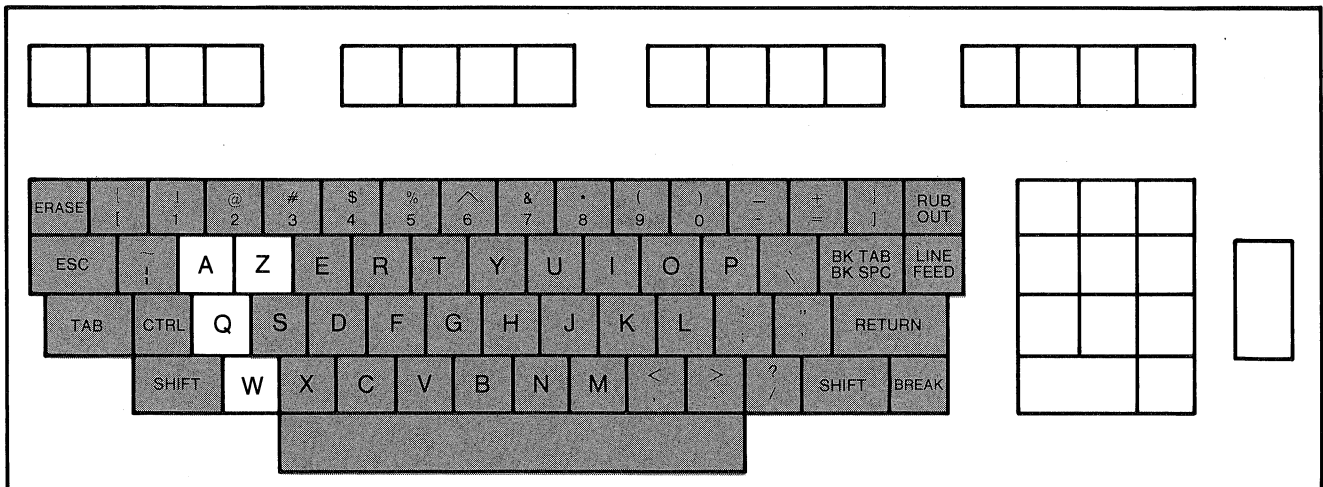 ERASE { [ ! 1 @ 2 # 3 $ 4 % 5 ^ 6 & 7 * 8 ( 9 ) 0 — - + = } ] RUB OUT
ESC ~ ¦ A Z E R T Y U I O P ` \ BK TAB BK SPC LINE FEED
TAB CTRL Q S D F G H J K L : ; " ' RETURN
SHIFT W X C V B N M < , > . ? / SHIFT BREAK